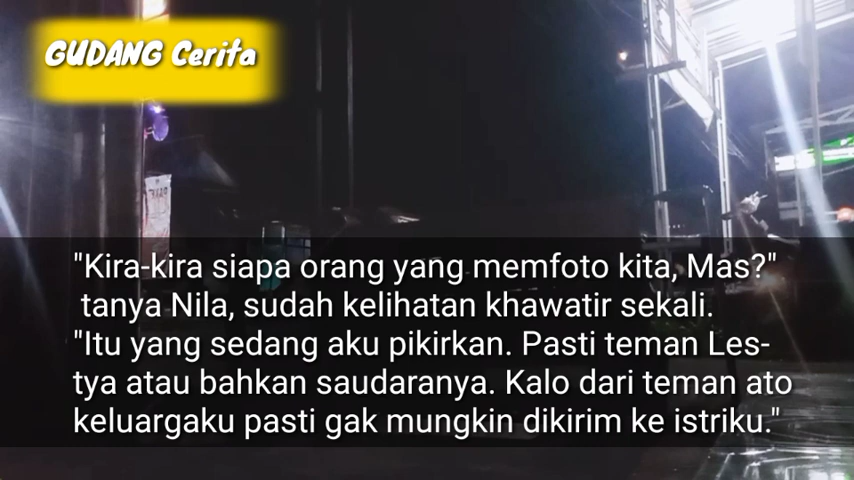 GUDANG Cerita
"Kira-kira siapa orang yang memfoto kita, Mas?"
tanya Nila, sudah kelihatan khawatir sekali.
"Itu yang sedang aku pikirkan. Pasti teman Les-
tya atau bahkan saudaranya. Kalo dari teman ato
keluargaku pasti gak mungkin dikirim ke istriku."